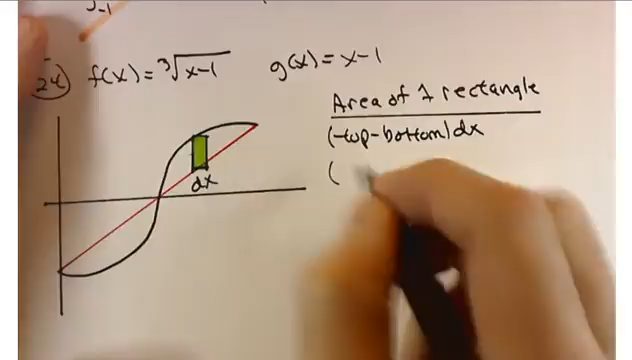 24) f(x) = ∛x-1 g(x) = x-1
Area of 1 rectangle
(top-bottom)dx
(
dx